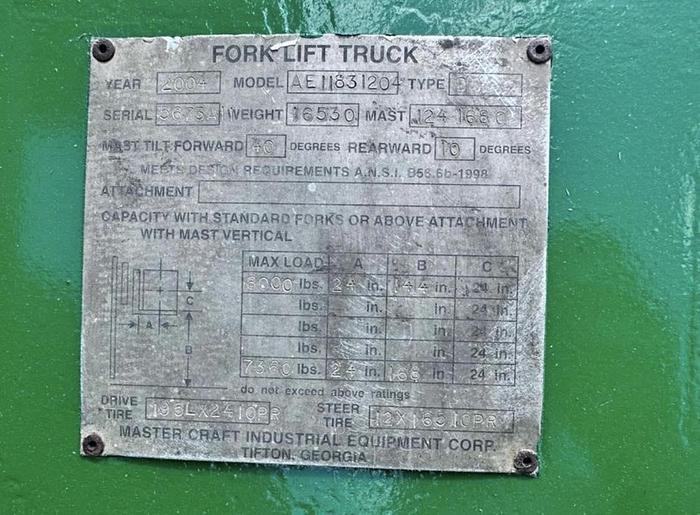 FORK LIFT TRUCK
YEAR 2004 MODEL AE11831204 TYPE D
SERIAL WEIGHT 16530 MAST 124 168C
MAST TILT FORWARD 40 DEGREES REARWARD 10 DEGREES
MEETS DESIGN REQUIREMENTS A.N.S.I. B56.6b-1998
ATTACHMENT
CAPACITY WITH STANDARD FORKS OR ABOVE ATTACHMENT
WITH MAST VERTICAL
MAX LOAD A B C
8000 lbs. 24 in. 144 in. 24 in.
lbs. in. in. 24 in.
lbs. in. in. 24 in.
lbs. in. in. 24 in.
7360 lbs. 24 in. 168 in. 24 in.
C
A
B
do not exceed above ratings
DRIVE TIRE 195LX2410PR STEER TIRE 12X16510PR
MASTER CRAFT INDUSTRIAL EQUIPMENT CORP.
TIFTON, GEORGIA